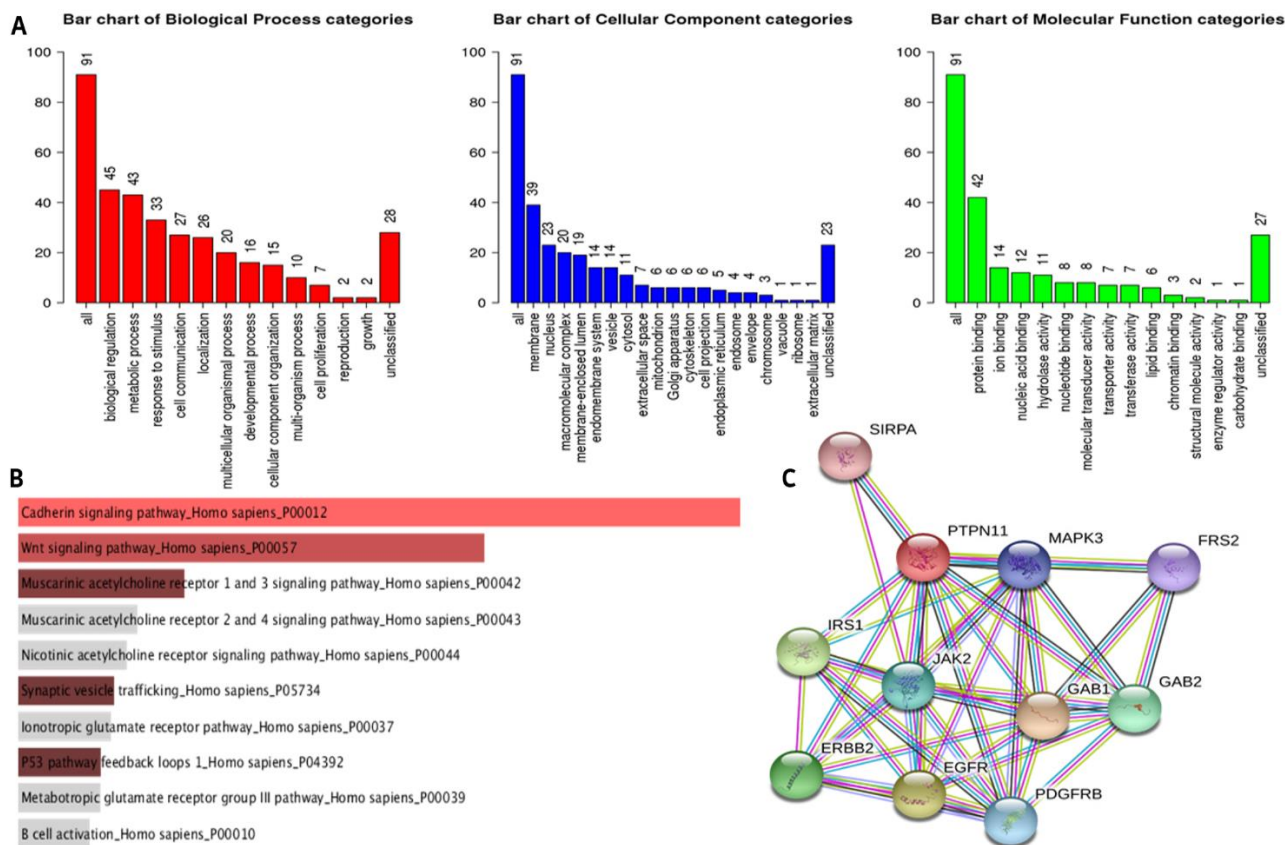 A
Bar chart of Biological Process categories
100
80
60
40
20
0
91
45
43
33
27
26
20
16
15
10
7
2
2
28
all
biological regulation
metabolic process
response to stimulus
cell communication
localization
multicellular organismal process
developmental process
cellular component organization
multi-organism process
cell proliferation
reproduction
growth
unclassified
Bar chart of Cellular Component categories
100
80
60
40
20
0
91
39
23
20
19
14
14
11
7
6
6
6
6
5
4
4
3
1
1
1
23
all
membrane
nucleus
macromolecular complex
membrane-enclosed lumen
endomembrane system
vesicle
cytosol
extracellular space
mitochondrion
Golgi apparatus
cytoskeleton
cell projection
endoplasmic reticulum
endosome
envelope
chromosome
vacuole
ribosome
extracellular matrix
unclassified
Bar chart of Molecular Function categories
100
80
60
40
20
0
91
42
14
12
11
8
8
7
7
6
3
2
1
1
27
all
protein binding
ion binding
nucleic acid binding
hydrolase activity
nucleotide binding
molecular transducer activity
transporter activity
transferase activity
lipid binding
chromatin binding
structural molecule activity
enzyme regulator activity
carbohydrate binding
unclassified
B
Cadherin signaling pathway_Homo sapiens_P00012
Wnt signaling pathway_Homo sapiens_P00057
Muscarinic acetylcholine receptor 1 and 3 signaling pathway_Homo sapiens_P00042
Muscarinic acetylcholine receptor 2 and 4 signaling pathway_Homo sapiens_P00043
Nicotinic acetylcholine receptor signaling pathway_Homo sapiens_P00044
Synaptic vesicle trafficking_Homo sapiens_P05734
Ionotropic glutamate receptor pathway_Homo sapiens_P00037
P53 pathway feedback loops 1_Homo sapiens_P04392
Metabotropic glutamate receptor group III pathway_Homo sapiens_P00039
B cell activation_Homo sapiens_P00010
C
SIRPA
PTPN11
MAPK3
FRS2
IRS1
JAK2
GAB1
GAB2
ERBB2
EGFR
PDGFRB